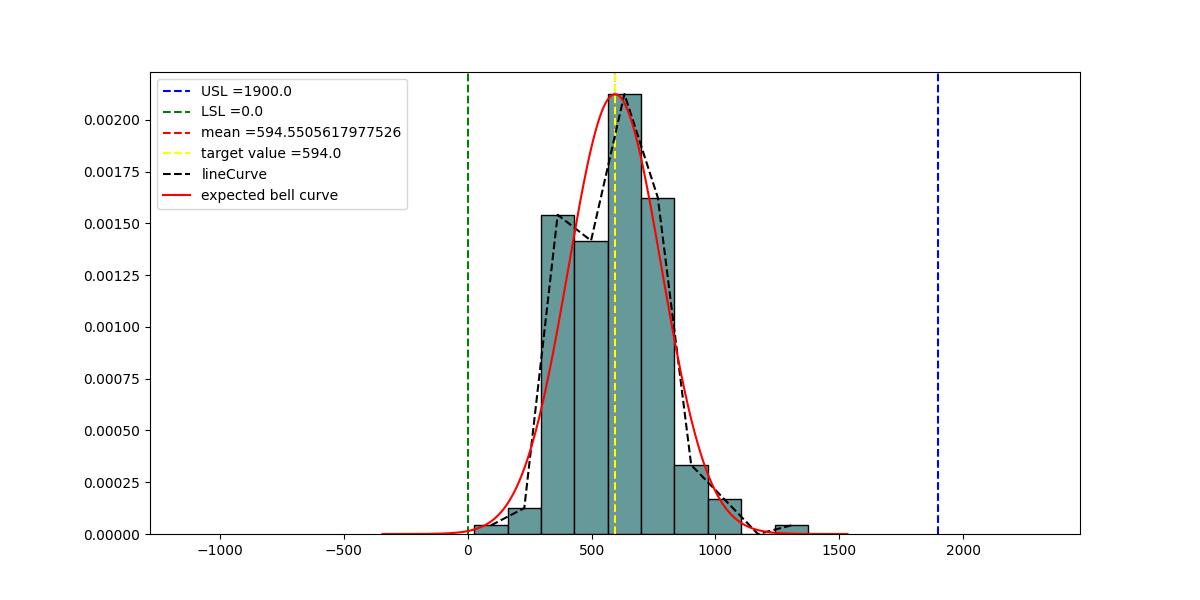 USL =1900.0
LSL =0.0
mean =594.5505617977526
target value =594.0
lineCurve
expected bell curve
0.00200
0.00175
0.00150
0.00125
0.00100
0.00075
0.00050
0.00025
0.00000
−1000 −500 0 500 1000 1500 2000